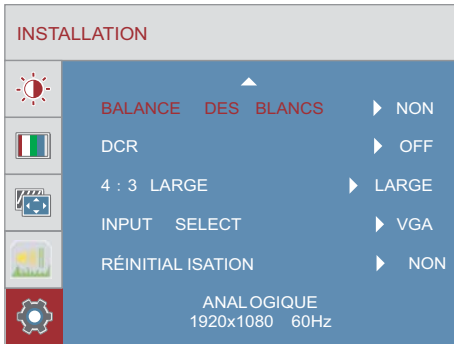 INSTALLATION
BALANCE DES BLANCS NON
DCR OFF
4 : 3 LARGE LARGE
INPUT SELECT VGA
RÉINITIAL ISATION NON
ANALOGIQUE
1920x1080 60Hz